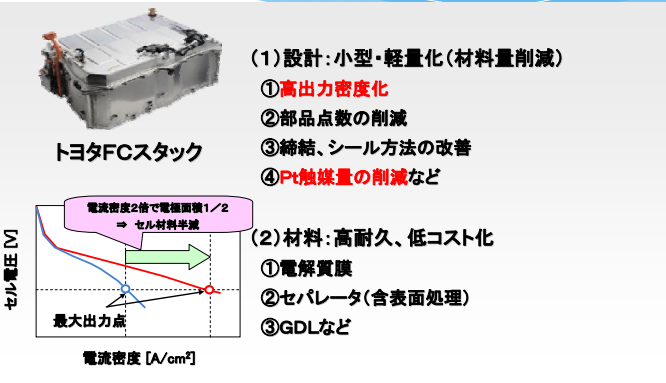 トヨタFCスタック
(1)設計:小型・軽量化(材料量削減)
①高出力密度化
②部品点数の削減
③締結、シール方法の改善
④Pt触媒量の削減など
電流密度2倍で電極面積1/2
⇒ セル材料半減
セル電圧 [V]
最大出力点
電流密度 [A/cm²]
(2)材料:高耐久、低コスト化
①電解質膜
②セパレータ(含表面処理)
③GDLなど